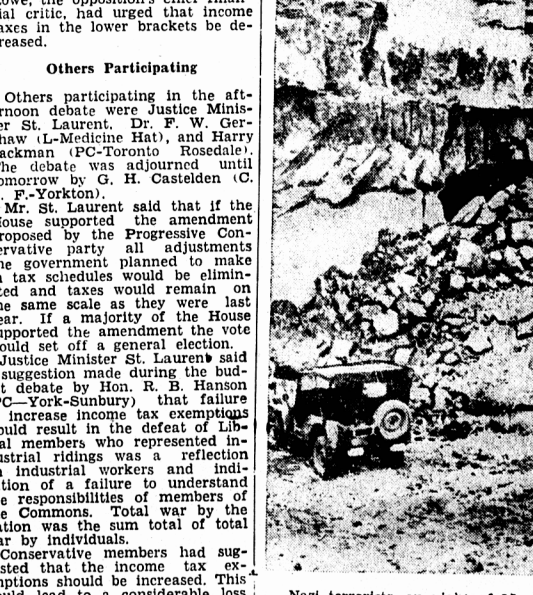 owe, the opposition's chief finan-
ial critic, had urged that income
axes in the lower brackets be de-
reased.
Others Participating
Others participating in the aft-
rnoon debate were Justice Minis-
er St. Laurent, Dr. F. W. Ger-
haw (L-Medicine Hat), and Harry
ackman (PC-Toronto Rosedale).
he debate was adjourned until
omorrow by G. H. Castelden (C.
. F.-Yorkton).
Mr. St. Laurent said that if the
ouse supported the amendment
roposed by the Progressive Con-
ervative party all adjustments
he government planned to make
n tax schedules would be elimin-
ted and taxes would remain on
he same scale as they were last
ear. If a majority of the House
upported the amendment the vote
ould set off a general election.
Justice Minister St. Laurent said
suggestion made during the bud-
t debate by Hon. R. B. Hanson
PC—York-Sunbury) that failure
increase income tax exemptions
ould result in the defeat of Lib-
al members who represented in-
ustrial ridings was a reflection
n industrial workers and indi-
tion of a failure to understand
e responsibilities of members of
e Commons. Total war by the
ation was the sum total of total
ar by individuals.
Conservative members had sug-
sted that the income tax ex-
mptions should be increased. This
ould lead to a considerable loss
Nazi terrorists